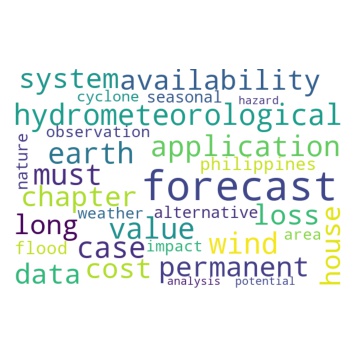 system availability
cyclone seasonal hazard
hydrometeorological
observation
nature earth application
must philippines
chapter forecast
weather alternative
long value loss
flood case impact wind area house
data cost permanent
analysis potential